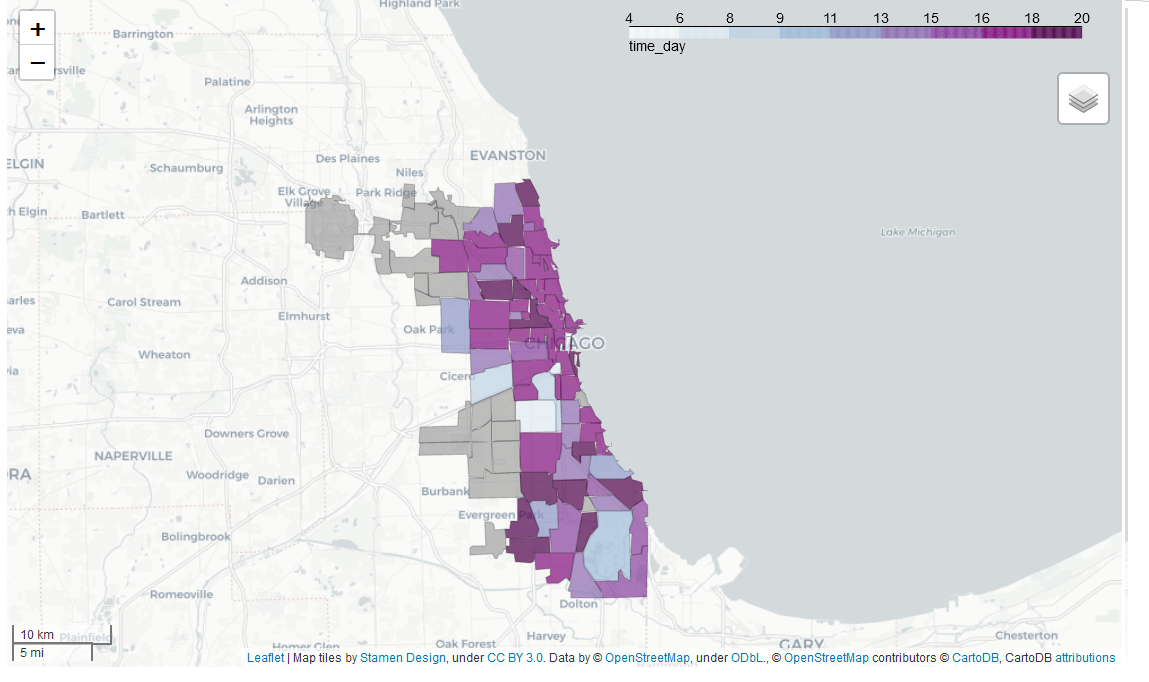 Highland Park
+
4 6 8 9 11 13 15 16 18 20
Barrington
time_day
−
Palatine
Arlington
Heights
EVANSTON
Des Plaines
ELGIN
Schaumburg
Niles
Elk Grove
Village
Park Ridge
Bartlett
Lake Michigan
Addison
Carol Stream
Elmhurst
Oak Park
CHICAGO
Wheaton
Cicero
Downers Grove
NAPERVILLE
Woodridge
Darien
Burbank
Evergreen Park
Bolingbrook
Romeoville
Dolton
10 km
Plainfield
Harvey
Chesterton
5 mi
Homer Glen
Oak Forest
GARY
Leaflet | Map tiles by Stamen Design, under CC BY 3.0. Data by © OpenStreetMap, under ODbL., © OpenStreetMap contributors © CartoDB, CartoDB attributions